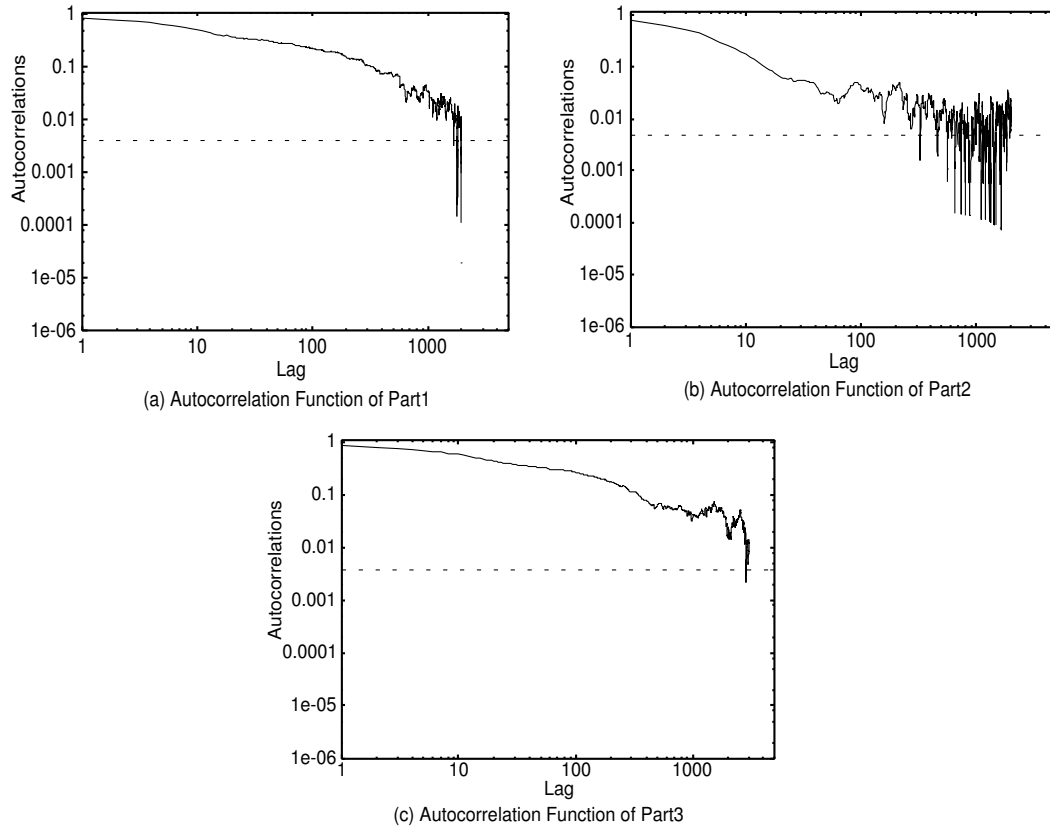 Autocorrelations
1
0.1
0.01
0.001
0.0001
1e-05
1e-06
1 10 100 1000
Lag
(a) Autocorrelation Function of Part1
Autocorrelations
1
0.1
0.01
0.001
0.0001
1e-05
1e-06
1 10 100 1000
Lag
(b) Autocorrelation Function of Part2
Autocorrelations
1
0.1
0.01
0.001
0.0001
1e-05
1e-06
1 10 100 1000
Lag
(c) Autocorrelation Function of Part3